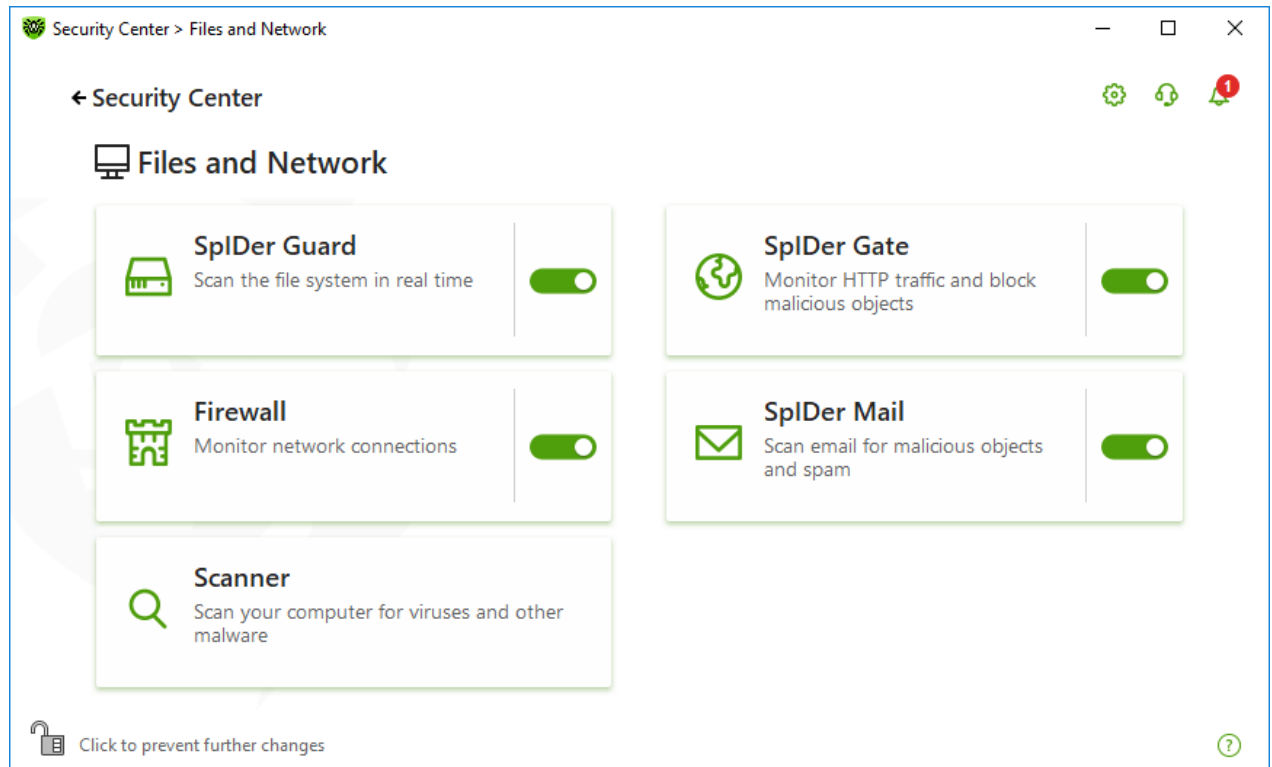 Security Center > Files and Network
Security Center
1
Files and Network
SpIDer Guard
Scan the file system in real time
SpIDer Gate
Monitor HTTP traffic and block
malicious objects
Firewall
Monitor network connections
SpIDer Mail
Scan email for malicious objects
and spam
Scanner
Scan your computer for viruses and other
malware
Click to prevent further changes
?